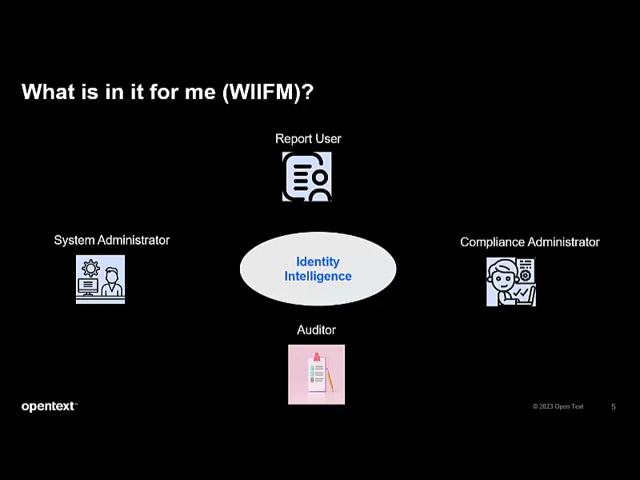 What is in it for me (WIIFM)?
Report User
System Administrator
Compliance Administrator
Identity
Intelligence
Auditor
opentext™
© 2023 Open Text
5